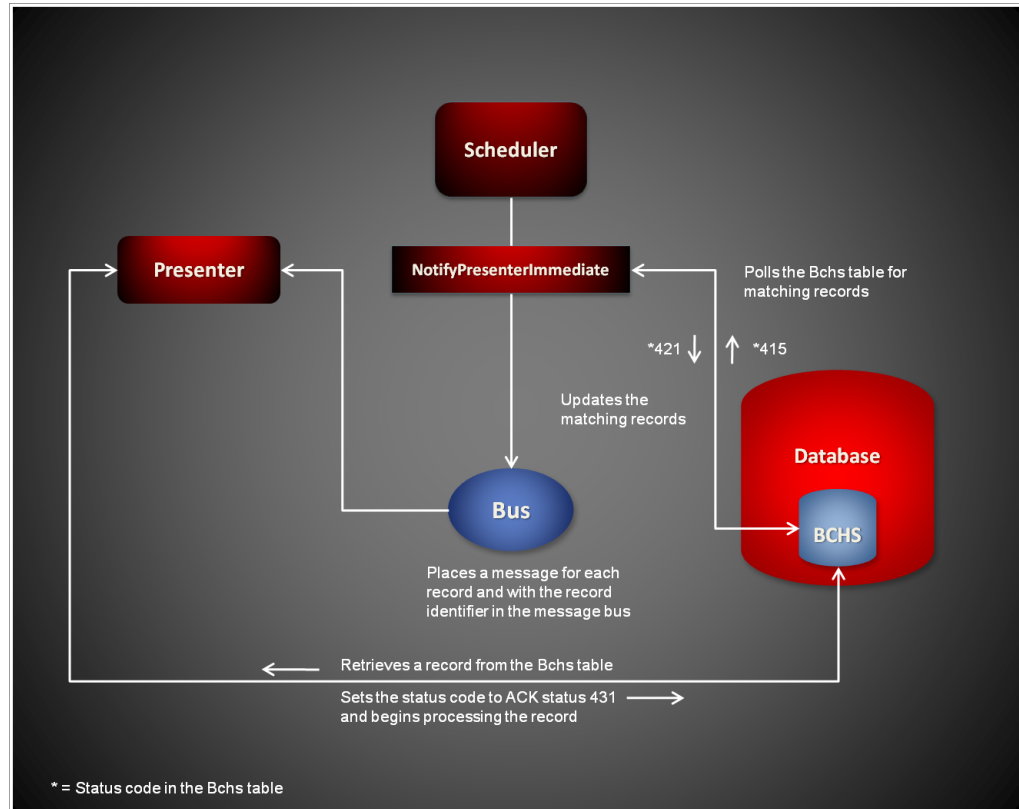 Scheduler
Presenter
NotifyPresenterImmediate
Polls the Bchs table for
matching records
*421
*415
Updates the
matching records
Database
Bus
BCHS
Places a message for each
record and with the record
identifier in the message bus
Retrieves a record from the Bchs table
Sets the status code to ACK status 431
and begins processing the record
* = Status code in the Bchs table